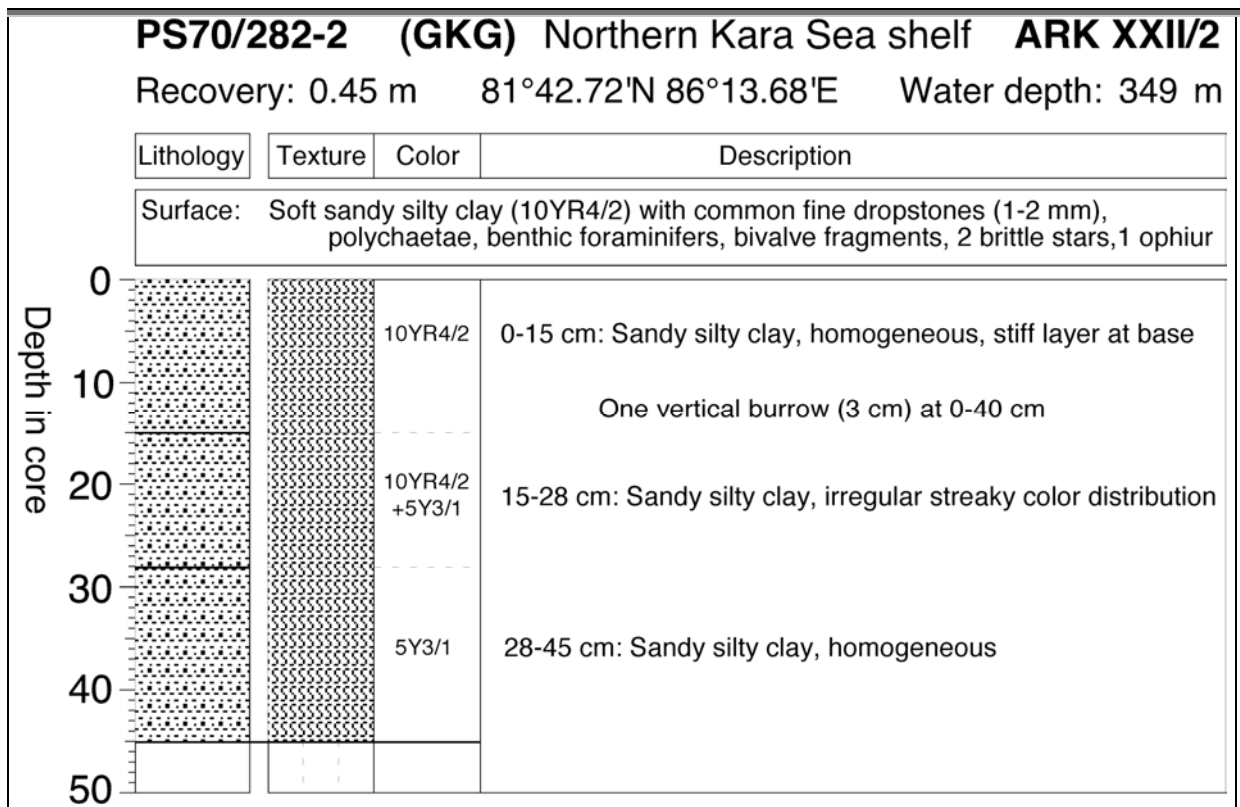 PS70/282-2 (GKG) Northern Kara Sea shelf ARK XXII/2
Recovery: 0.45 m 81°42.72'N 86°13.68'E Water depth: 349 m
Lithology Texture Color Description
Surface: Soft sandy silty clay (10YR4/2) with common fine dropstones (1-2 mm),
polychaetae, benthic foraminifers, bivalve fragments, 2 brittle stars,1 ophiur
Depth in core
0
10YR4/2 0-15 cm: Sandy silty clay, homogeneous, stiff layer at base
10
One vertical burrow (3 cm) at 0-40 cm
20
10YR4/2
+5Y3/1
15-28 cm: Sandy silty clay, irregular streaky color distribution
30
5Y3/1 28-45 cm: Sandy silty clay, homogeneous
40
50